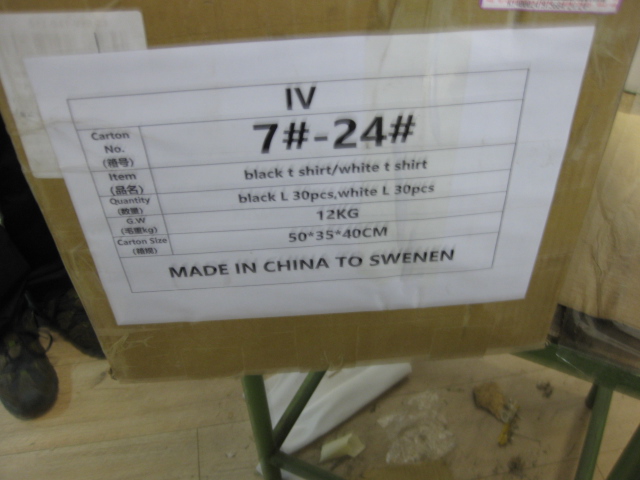 IV
Carton No. (箱号) 7#-24#
Item (品名) black t shirt/white t shirt
Quantity (数量) black L 30pcs,white L 30pcs
G.W (毛重kg) 12KG
Carton Size (箱规) 50*35*40CM
MADE IN CHINA TO SWENEN